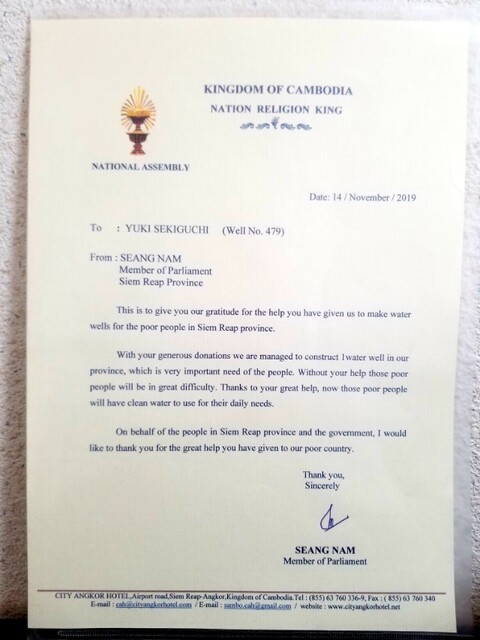 KINGDOM OF CAMBODIA
NATION RELIGION KING
NATIONAL ASSEMBLY
Date: 14 / November / 2019
To : YUKI SEKIGUCHI (Well No. 479)
From : SEANG NAM
Member of Parliament
Siem Reap Province
This is to give you our gratitude for the help you have given us to make water
wells for the poor people in Siem Reap province.
With your generous donations we are managed to construct 1water well in our
province, which is very important need of the people. Without your help those poor
people will be in great difficulty. Thanks to your great help, now those poor people
will have clean water to use for their daily needs.
On behalf of the people in Siem Reap province and the government, I would
like to thank you for the great help you have given to our poor country.
Thank you,
Sincerely
SEANG NAM
Member of Parliament
CITY ANGKOR HOTEL,Airport road,Siem Reap-Angkor,Kingdom of Cambodia.Tel : (855) 63 760 336-9, Fax : ( 855) 63 760 340
E-mail : cah@cityangkorhotel.com / E-mail : sambo.cah@gmail.com / website : www.cityangkorhotel.net